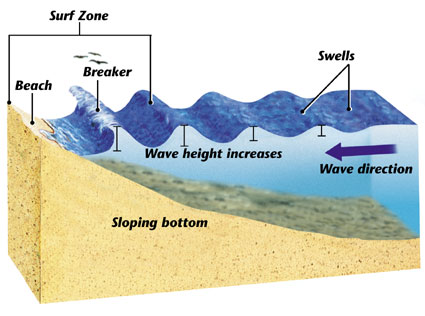 Surf Zone
Swells
Breaker
Beach
Wave height increases
Wave direction
Sloping bottom